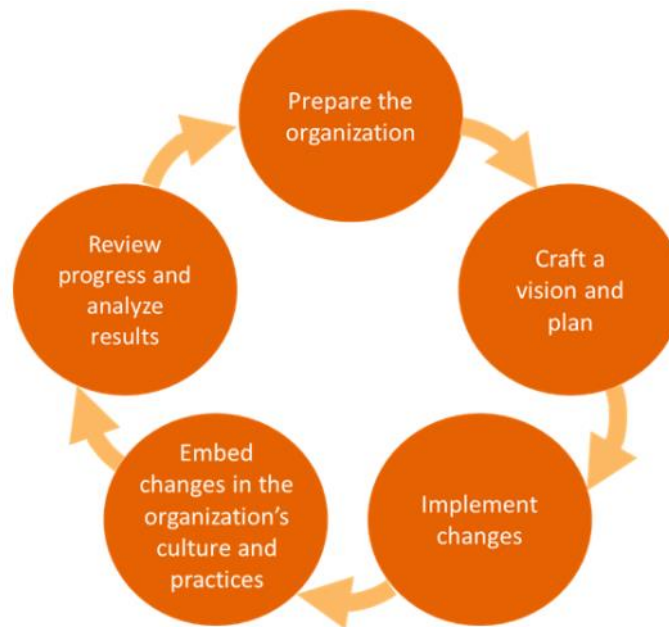 Prepare the
organization
Craft a
vision and
plan
Implement
changes
Embed
changes in the
organization’s
culture and
practices
Review
progress and
analyze
results